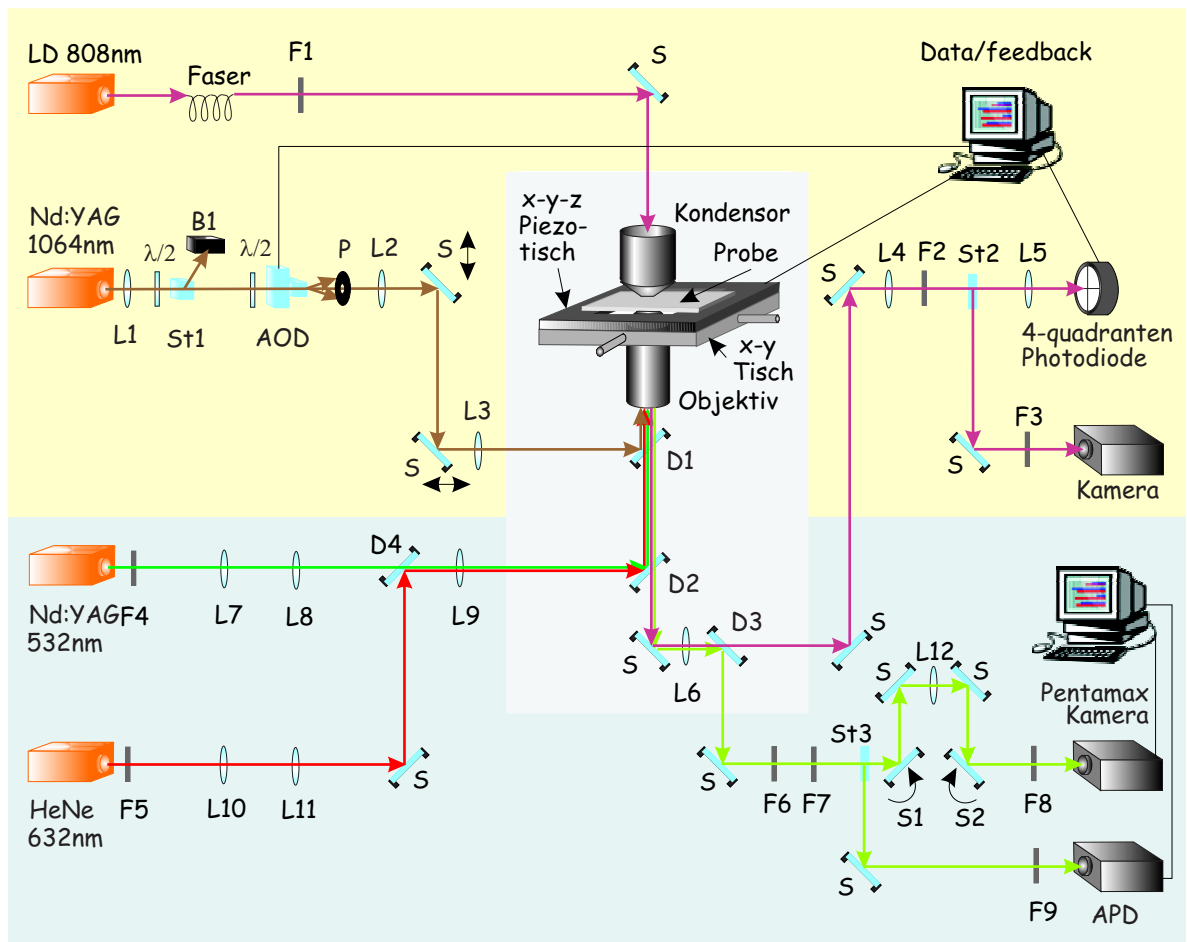 LD 808nm
Faser
F1
S
Data/feedback
Nd:YAG
1064nm
λ/2
B1
λ/2
P
L2
S
L1
St1
AOD
x-y-z
Piezo-
tisch
Kondensor
Probe
x-y
Tisch
Objektiv
S
L4
F2
St2
L5
4-quadranten
Photodiode
S
L3
D1
S
F3
Kamera
Nd:YAG
532nm
F4
L7
L8
D4
L9
D2
S
L6
D3
S
HeNe
632nm
F5
L10
L11
S
S
F6
F7
St3
S
L12
S
S1
S2
F8
Pentamax
Kamera
S
F9
APD